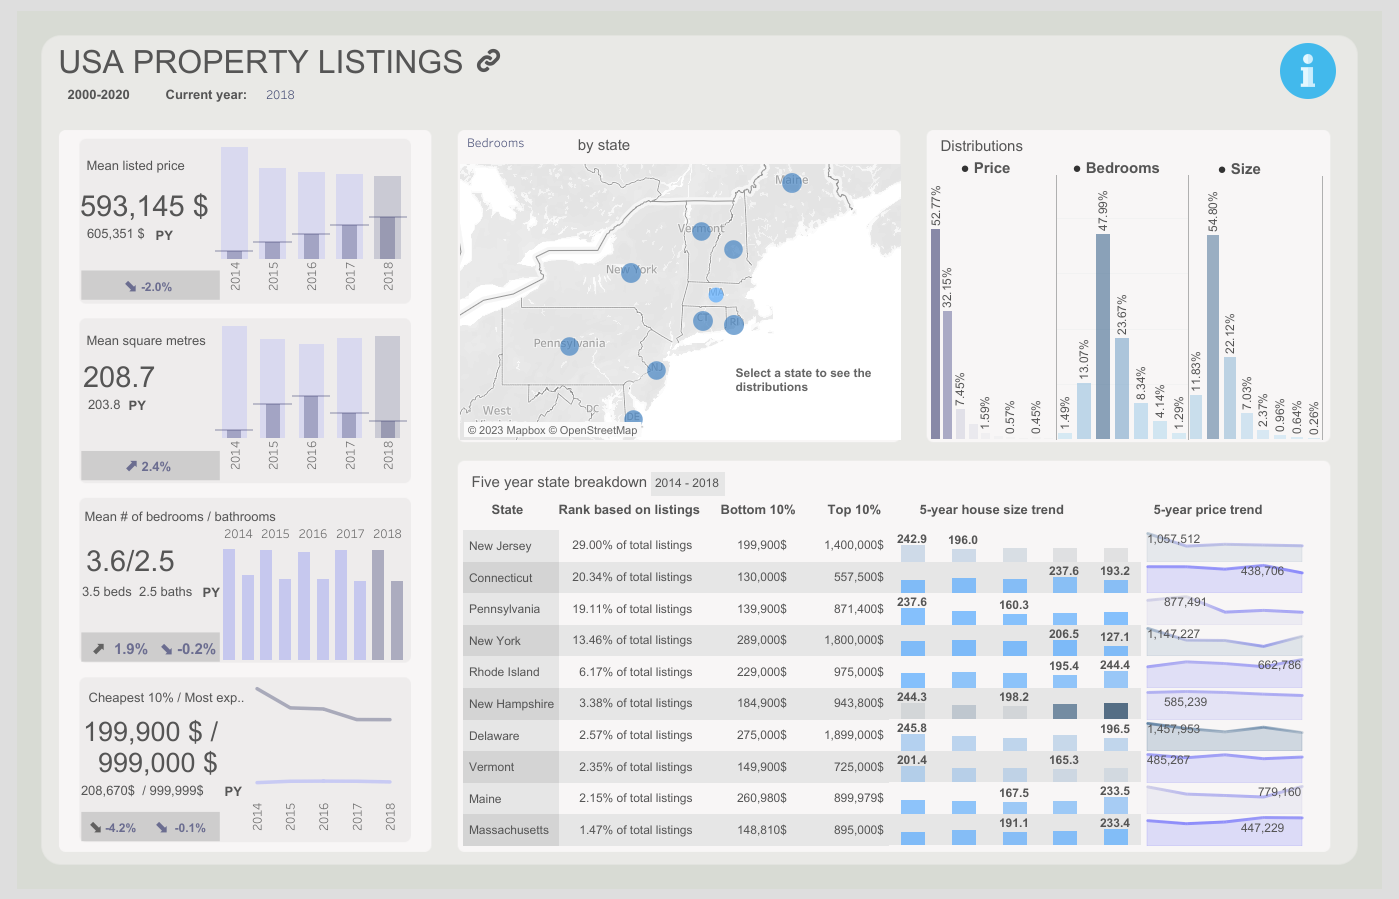 USA PROPERTY LISTINGS
2000-2020 Current year: 2018
Mean listed price
593,145 $
605,351 $ PY
-2.0%
2014 2015 2016 2017 2018
Mean square metres
208.7
203.8 PY
2.4%
2014 2015 2016 2017 2018
Mean # of bedrooms / bathrooms
2014 2015 2016 2017 2018
3.6/2.5
3.5 beds 2.5 baths PY
1.9% -0.2%
Cheapest 10% / Most exp..
199,900 $ /
999,000 $
208,670$ / 999,999$ PY
-4.2% -0.1%
2014 2015 2016 2017 2018
Bedrooms by state
Maine
Vermont
New York
MA
CT RI
Pennsylvania
NJ
West
DC
DE
Select a state to see the
distributions
© 2023 Mapbox © OpenStreetMap
Distributions
● Price ● Bedrooms ● Size
52.77% 32.15% 7.45% 1.59% 0.57% 0.45%
1.49% 13.07% 47.99% 23.67% 8.34% 4.14% 1.29%
11.83% 54.80% 22.12% 7.03% 2.37% 0.96% 0.64% 0.26%
Five year state breakdown 2014 - 2018
State Rank based on listings Bottom 10% Top 10% 5-year house size trend 5-year price trend
New Jersey 29.00% of total listings 199,900$ 1,400,000$ 242.9 196.0 1,057,512
Connecticut 20.34% of total listings 130,000$ 557,500$ 237.6 193.2 438,706
Pennsylvania 19.11% of total listings 139,900$ 871,400$ 237.6 160.3 877,491
New York 13.46% of total listings 289,000$ 1,800,000$ 206.5 127.1 1,147,227
Rhode Island 6.17% of total listings 229,000$ 975,000$ 195.4 244.4 662,786
New Hampshire 3.38% of total listings 184,900$ 943,800$ 244.3 198.2 585,239
Delaware 2.57% of total listings 275,000$ 1,899,000$ 245.8 196.5 1,457,953
Vermont 2.35% of total listings 149,900$ 725,000$ 201.4 165.3 485,267
Maine 2.15% of total listings 260,980$ 899,979$ 167.5 233.5 779,160
Massachusetts 1.47% of total listings 148,810$ 895,000$ 191.1 233.4 447,229